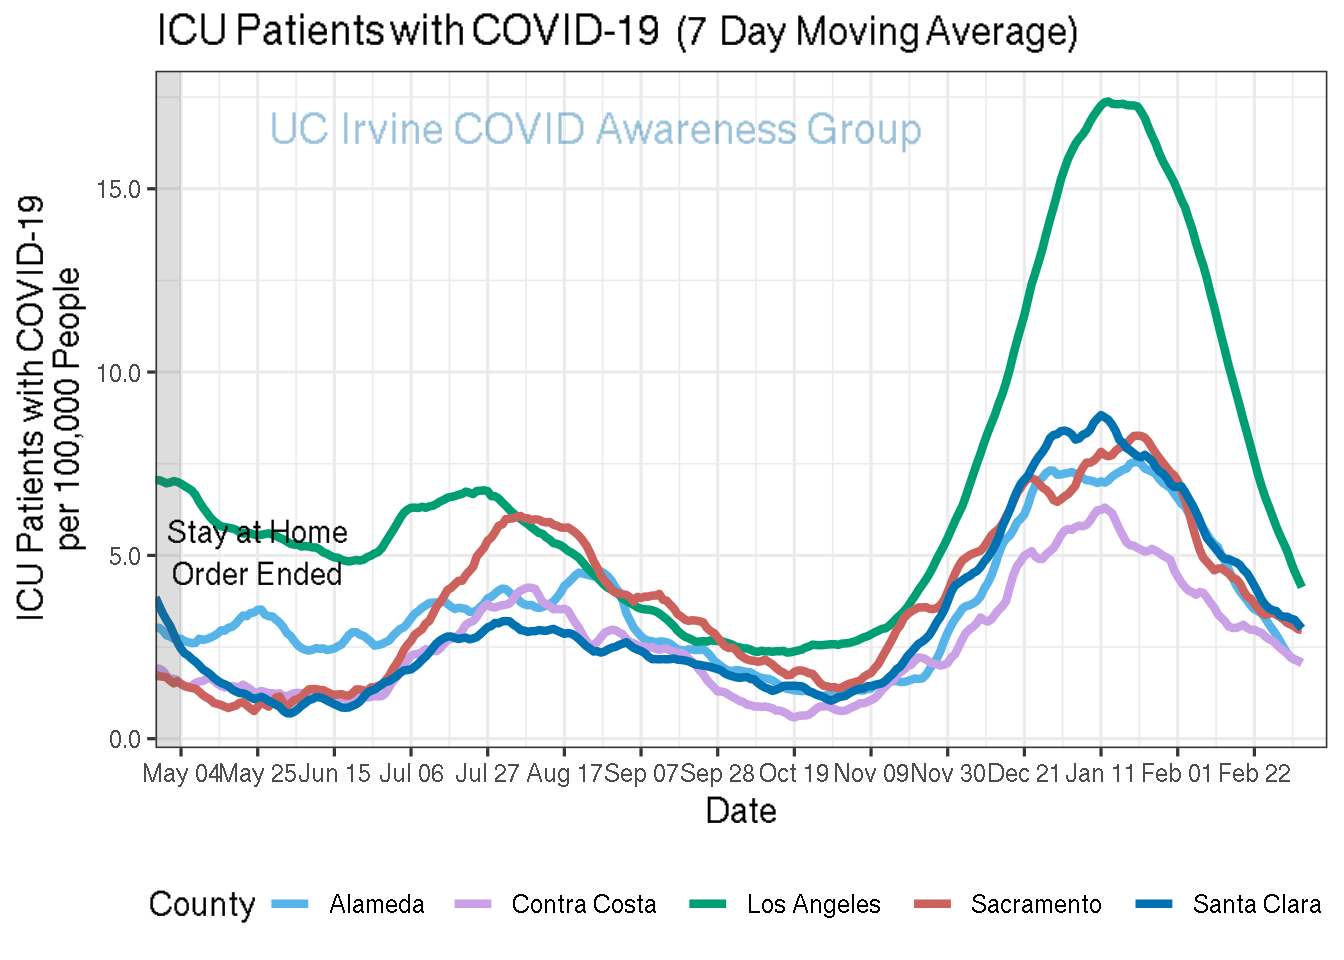 ICU Patients with COVID-19 (7 Day Moving Average)
UC Irvine COVID Awareness Group
ICU Patients with COVID-19
per 100,000 People
15.0
10.0
5.0
0.0
Stay at Home
Order Ended
May 04 May 25 Jun 15 Jul 06 Jul 27 Aug 17 Sep 07 Sep 28 Oct 19 Nov 09 Nov 30 Dec 21 Jan 11 Feb 01 Feb 22
Date
County Alameda Contra Costa Los Angeles Sacramento Santa Clara